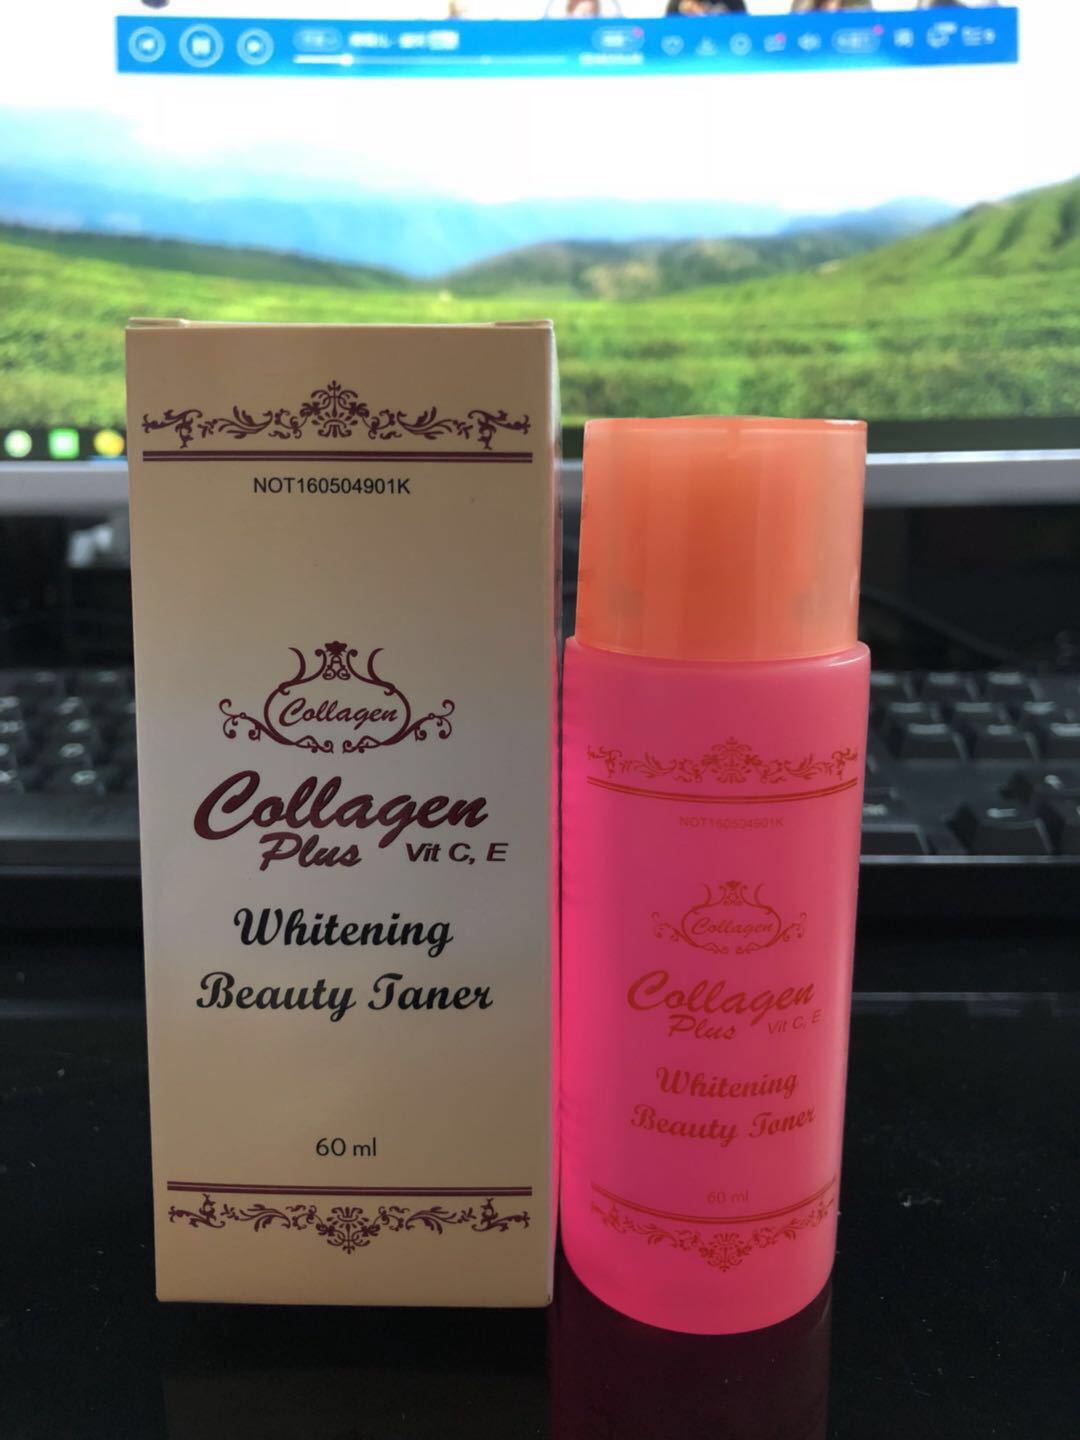 NOT160504901K
Collagen
Collagen
Plus Vit C, E
Whitening
Beauty Taner
60 ml
NOT160504901K
Collagen
Collagen
Plus Vit C, E
Whitening
Beauty Toner
60 ml